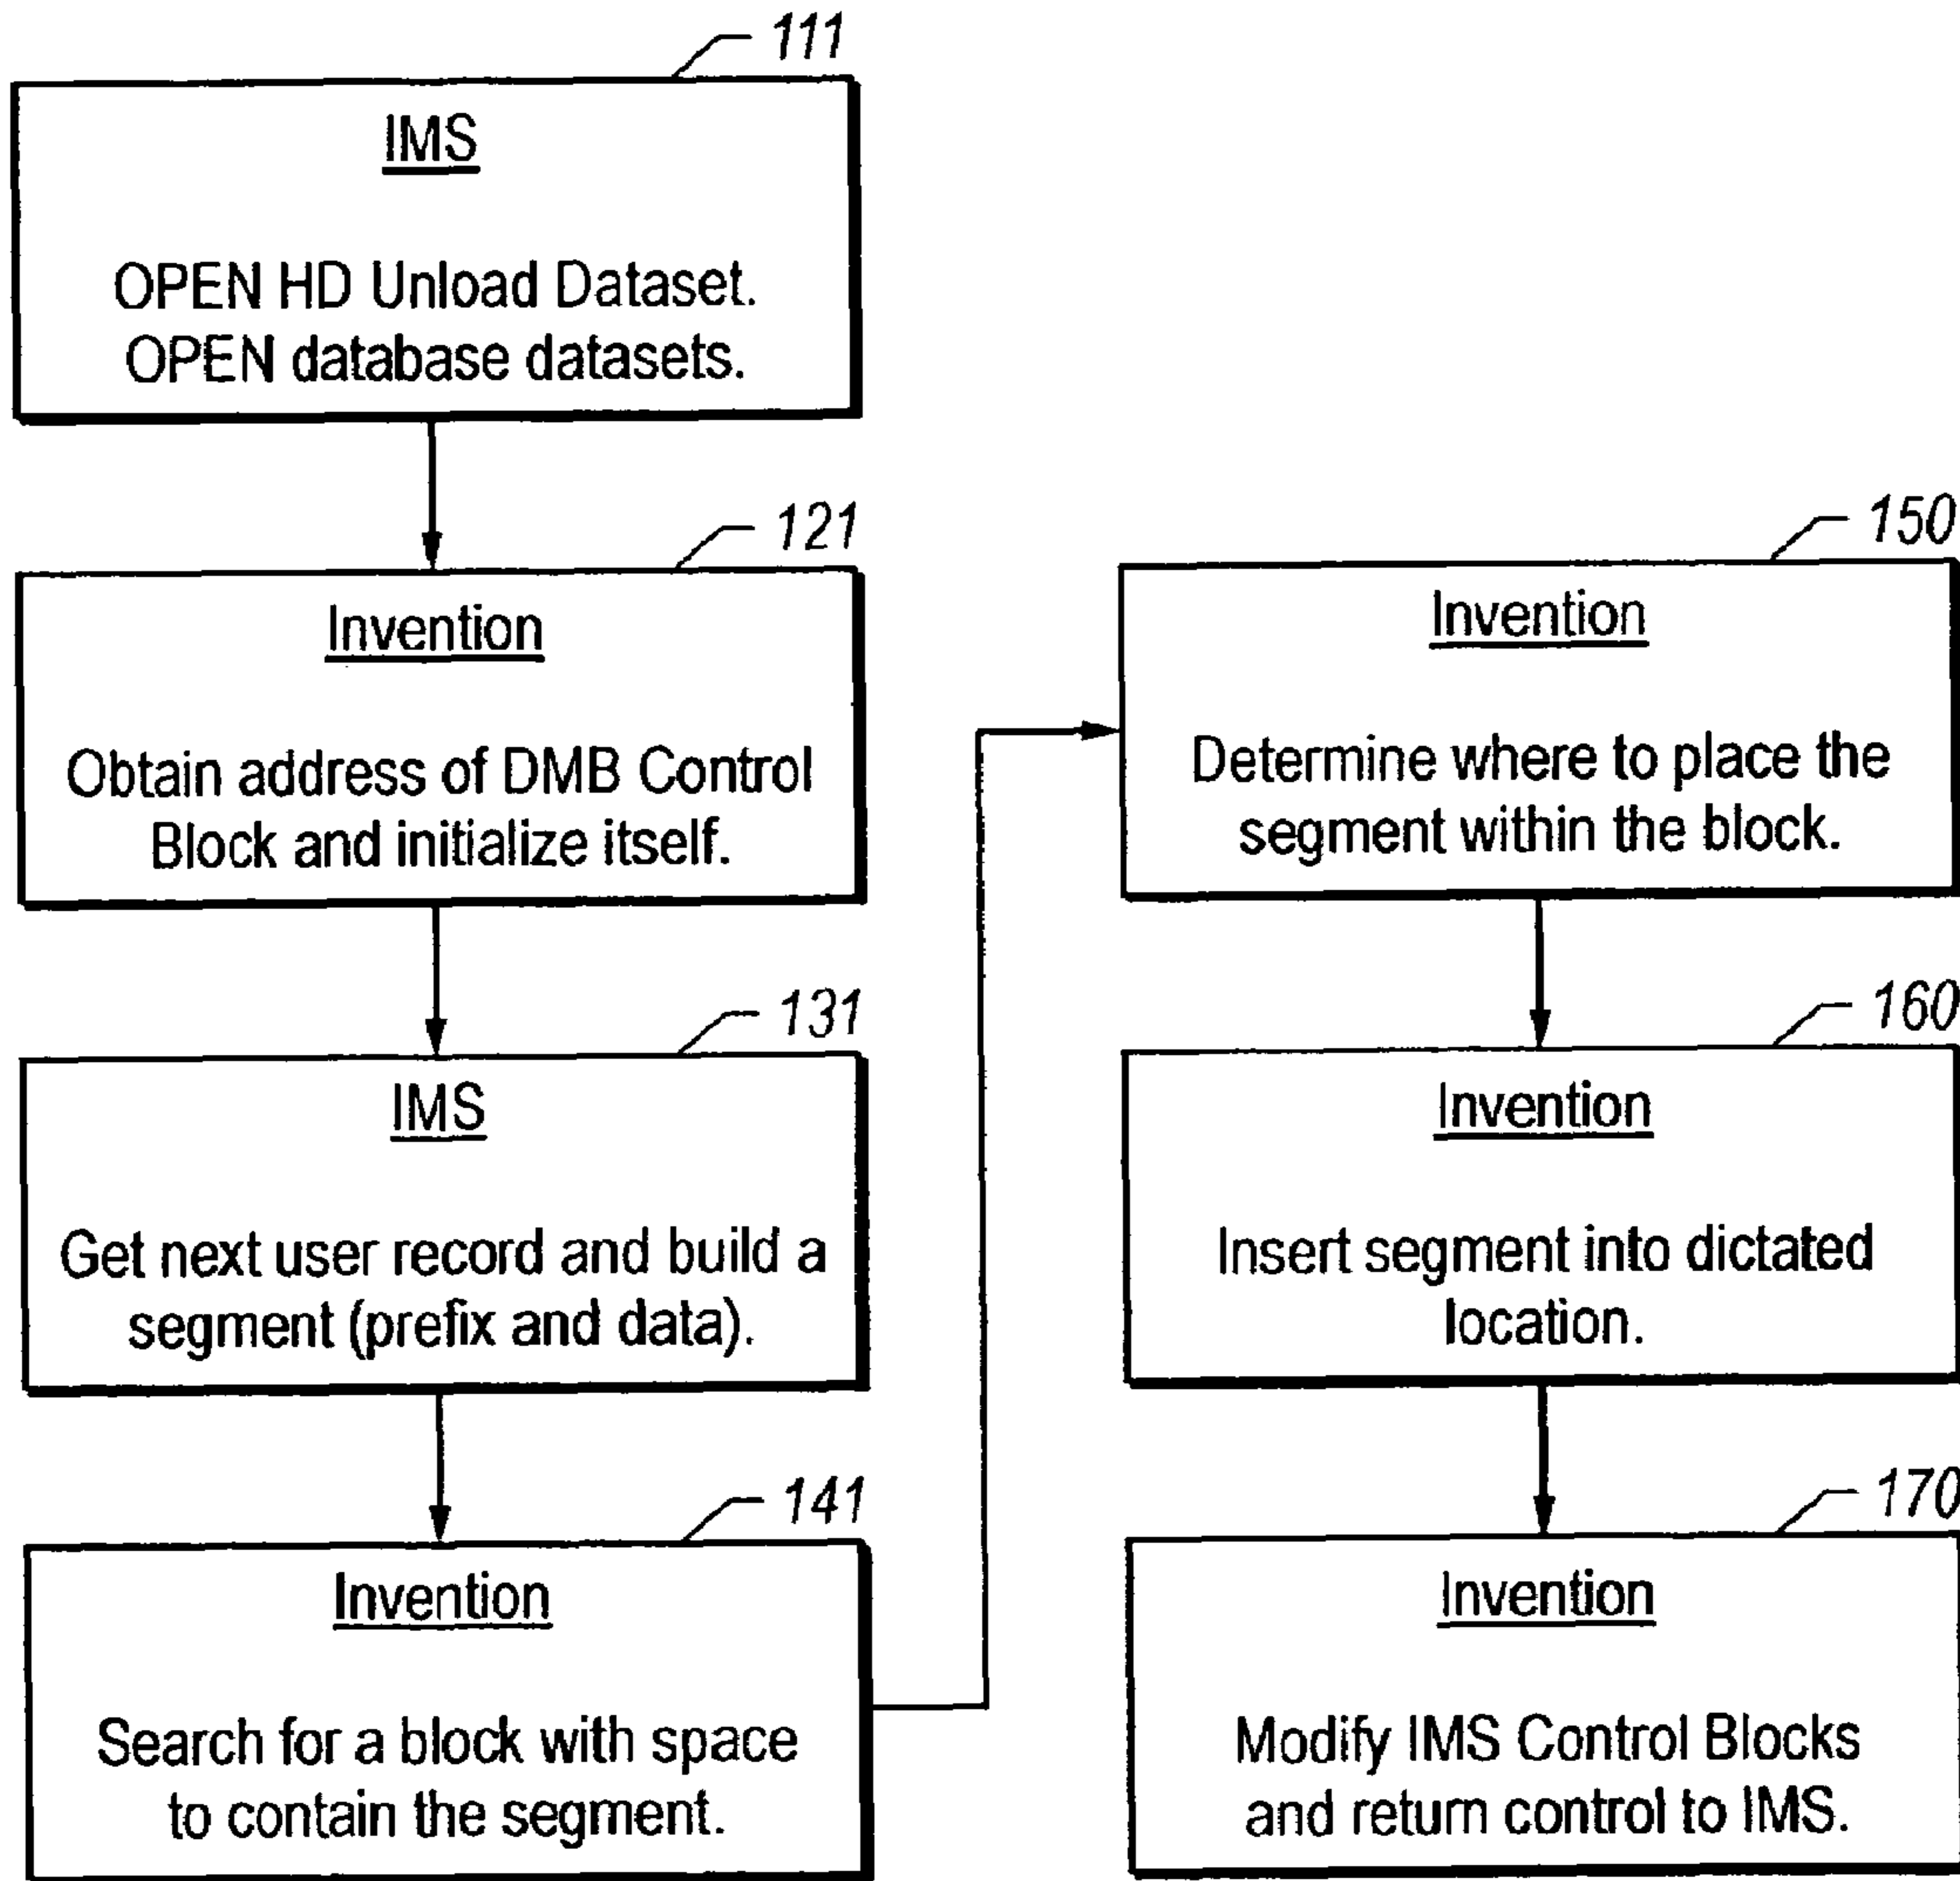 111
IMS
OPEN HD Unload Dataset.
OPEN database datasets.
121
Invention
Obtain address of DMB Control
Block and initialize itself.
131
IMS
Get next user record and build a
segment (prefix and data).
141
Invention
Search for a block with space
to contain the segment.
150
Invention
Determine where to place the
segment within the block.
160
Invention
Insert segment into dictated
location.
170
Invention
Modify IMS Control Blocks
and return control to IMS.